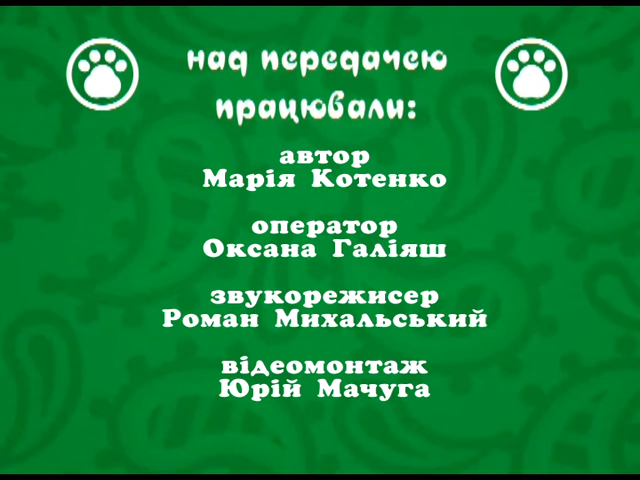 над передачею
працювали:
автор
Марія Котенко
оператор
Оксана Галіяш
звукорежисер
Роман Михальський
відеомонтаж
Юрій Мачуга